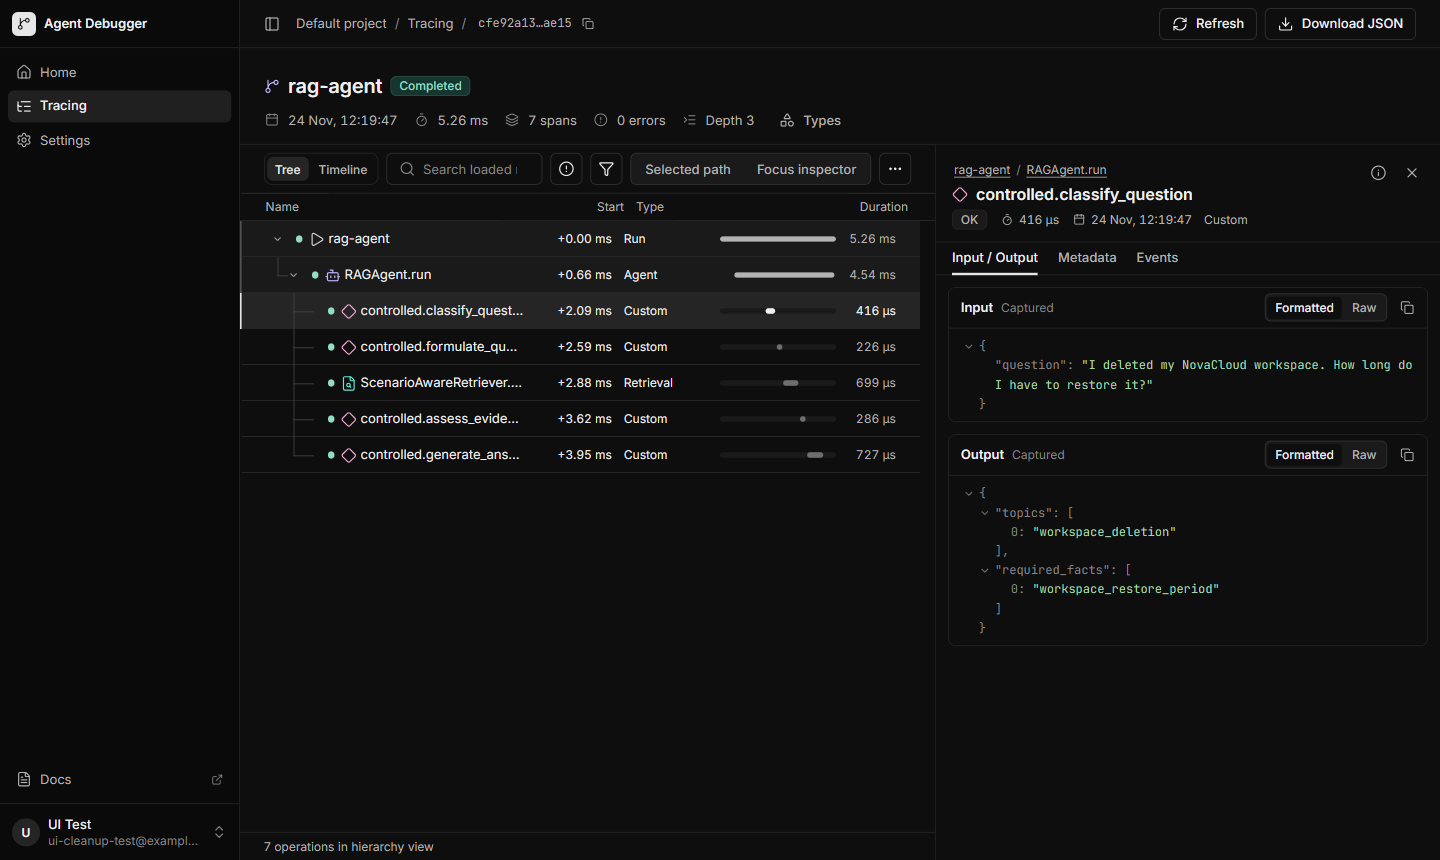 Agent Debugger
Default project / Tracing / cfe92a13…ae15
Refresh
Download JSON
Home
Tracing
Settings
rag-agent Completed
24 Nov, 12:19:47 5.26 ms 7 spans 0 errors Depth 3 Types
Tree Timeline Search loaded Selected path Focus inspector
Name Start Type Duration
rag-agent +0.00 ms Run 5.26 ms
RAGAgent.run +0.66 ms Agent 4.54 ms
controlled.classify_quest... +2.09 ms Custom 416 µs
controlled.formulate_qu... +2.59 ms Custom 226 µs
ScenarioAwareRetriever.... +2.88 ms Retrieval 699 µs
controlled.assess_evide... +3.62 ms Custom 286 µs
controlled.generate_ans... +3.95 ms Custom 727 µs
7 operations in hierarchy view
rag-agent / RAGAgent.run
controlled.classify_question
OK 416 µs 24 Nov, 12:19:47 Custom
Input / Output Metadata Events
Input Captured Formatted Raw
{
"question": "I deleted my NovaCloud workspace. How long do
I have to restore it?"
}
Output Captured Formatted Raw
{
"topics": [
0: "workspace_deletion"
],
"required_facts": [
0: "workspace_restore_period"
]
}
Docs
U
UI Test
ui-cleanup-test@exampl...